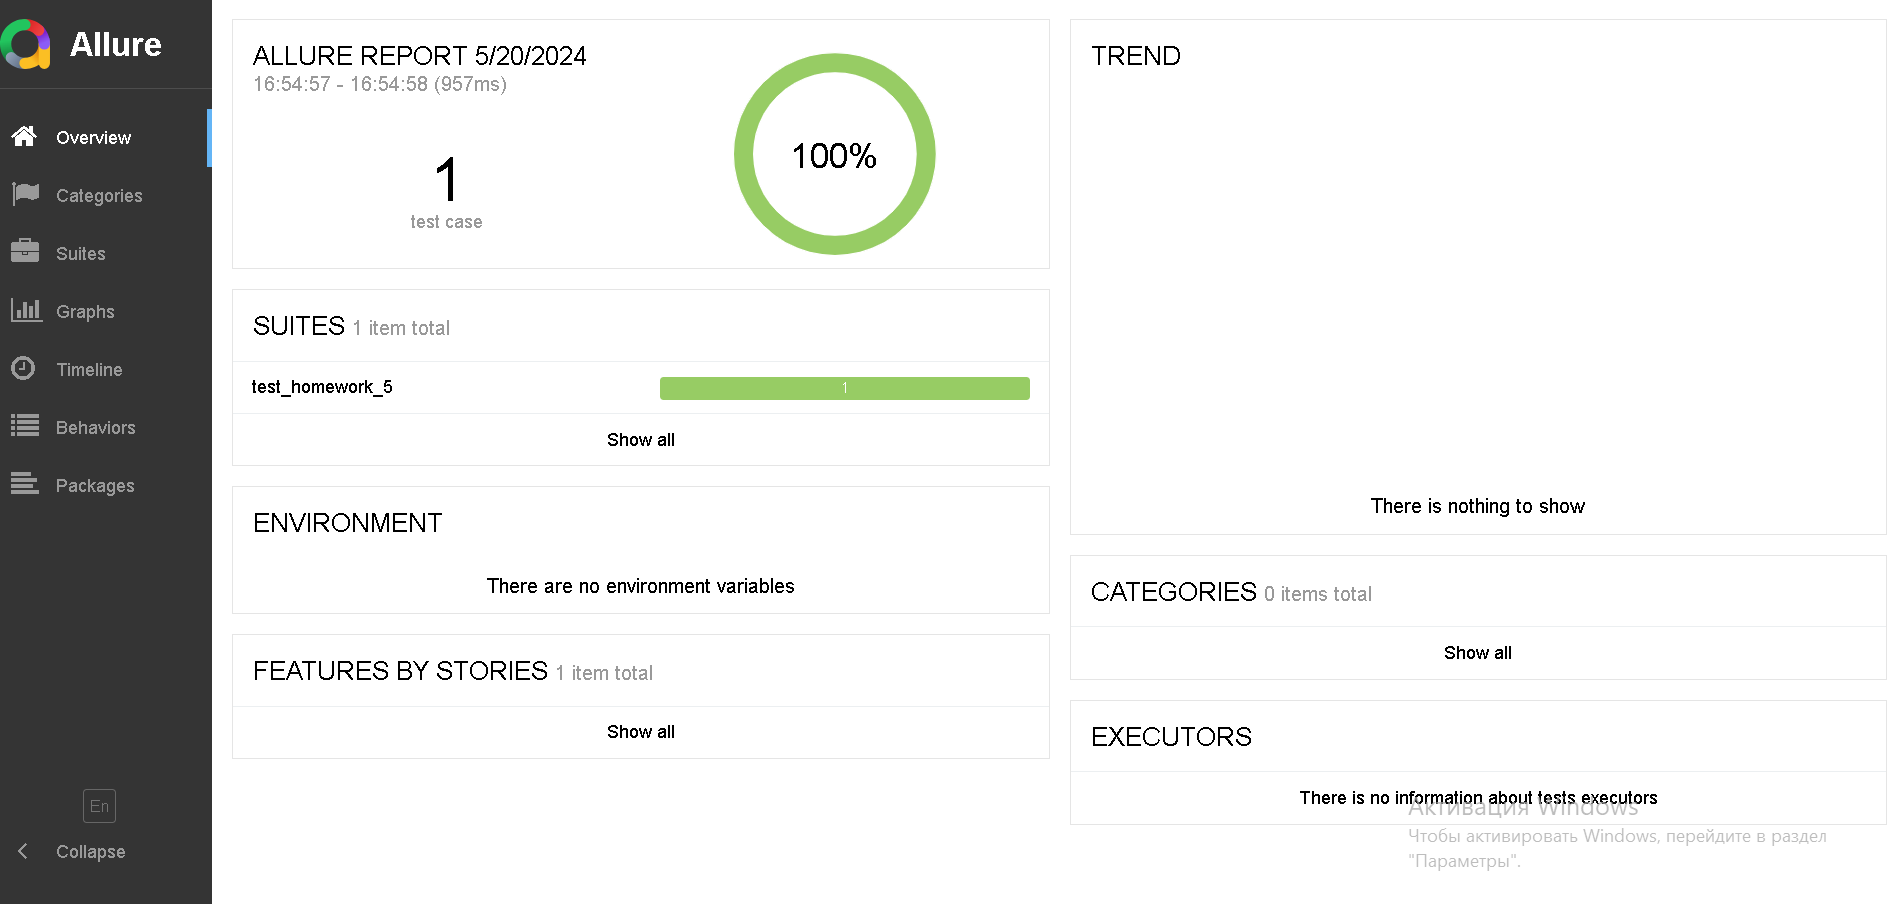 Allure
Overview
Categories
Suites
Graphs
Timeline
Behaviors
Packages
En
Collapse
ALLURE REPORT 5/20/2024
16:54:57 - 16:54:58 (957ms)
1
test case
100%
SUITES 1 item total
test_homework_5
1
Show all
ENVIRONMENT
There are no environment variables
FEATURES BY STORIES 1 item total
Show all
TREND
There is nothing to show
CATEGORIES 0 items total
Show all
EXECUTORS
There is no information about tests executors
Активация Windows
Чтобы активировать Windows, перейдите в раздел
"Параметры".